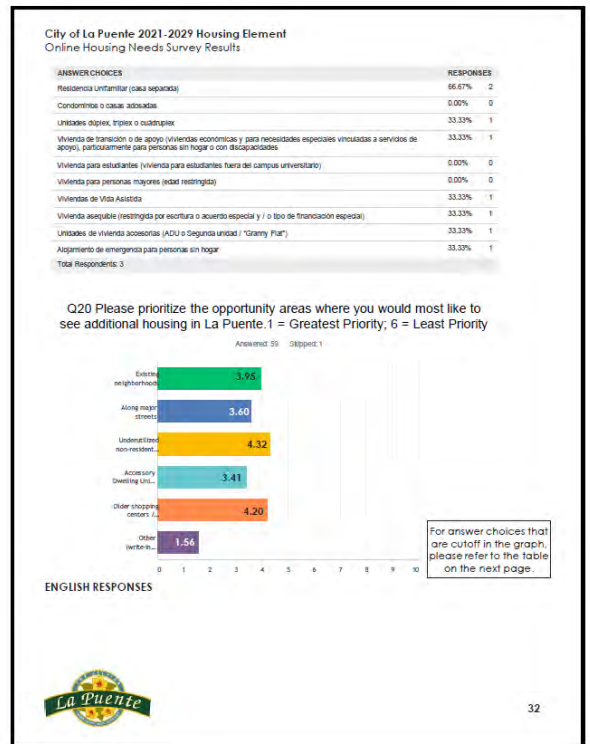 City of La Puente 2021-2029 Housing Element
Online Housing Needs Survey Results
ANSWER CHOICES RESPONSES
Residencia Unifamiliar (casa separada) 66.67% 2
Condominios o casas adosadas 0.00% 0
Unidades dúplex, triplex o cuádruplex 33.33% 1
Vivienda de transición o de apoyo (viviendas económicas y para necesidades especiales vinculadas a servicios de 33.33% 1
apoyo), particularmente para personas sin hogar o con discapacidades
Vivienda para estudiantes (vivienda para estudiantes fuera del campus universitario) 0.00% 0
Vivienda para personas mayores (edad restringida) 0.00% 0
Viviendas de Vida Asistida 33.33% 1
Vivienda asequible (restringida por escritura o acuerdo especial y / o tipo de financiación especial) 33.33% 1
Unidades de vivienda accesorias (ADU o Segunda unidad / "Granny Flat") 33.33% 1
Alojamiento de emergencia para personas sin hogar 33.33% 1
Total Respondents: 3
Q20 Please prioritize the opportunity areas where you would most like to
see additional housing in La Puente.1 = Greatest Priority; 6 = Least Priority
Answered: 59 Skipped: 1
Existing
neighborhoods
3.95
Along major
streets
3.60
Underutilized
non-resident...
4.32
Accessory
Dwelling Uni...
3.41
Older shopping
centers /...
4.20
Other
(write-in...
1.56
0 1 2 3 4 5 6 7 8 9 10
For answer choices that
are cutoff in the graph,
please refer to the table
on the next page.
ENGLISH RESPONSES
La Puente
32